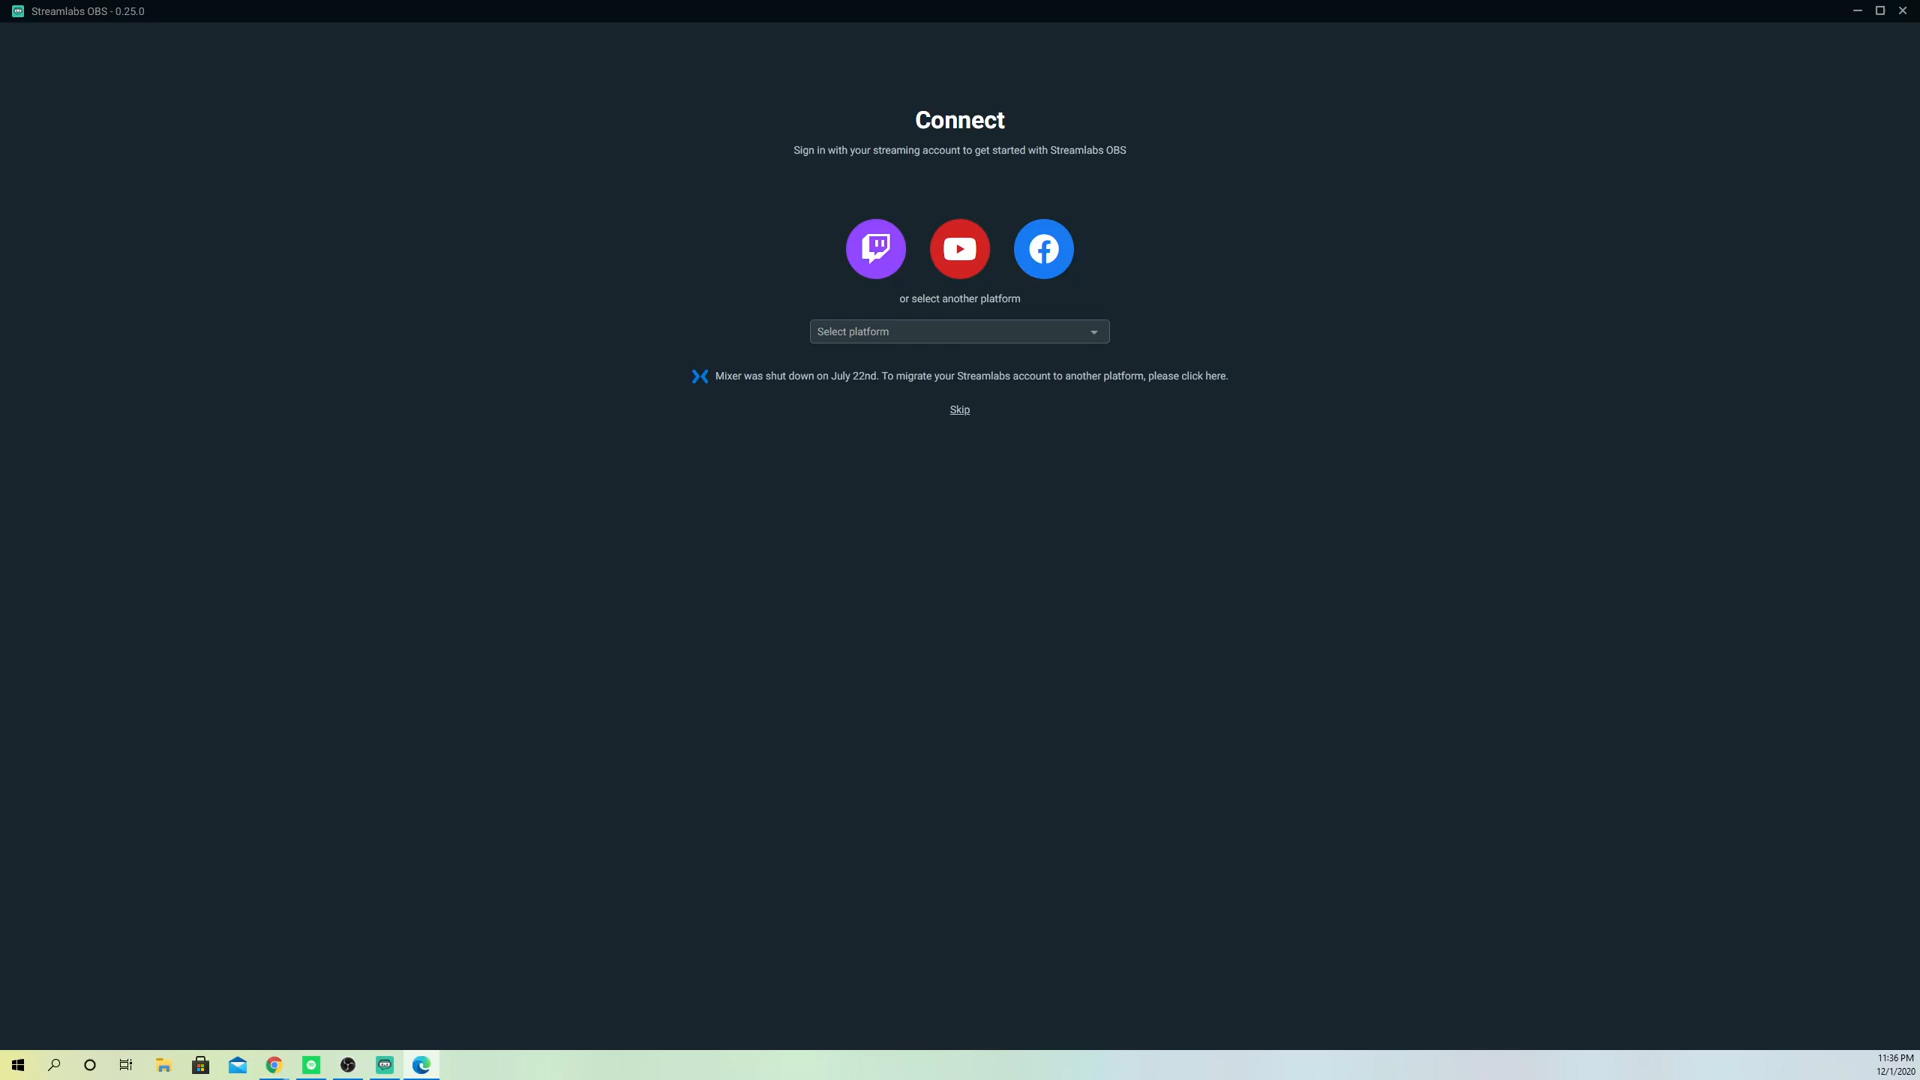 Streamlabs OBS - 0.25.0
Connect
Sign in with your streaming account to get started with Streamlabs OBS
or select another platform
Select platform
Mixer was shut down on July 22nd. To migrate your Streamlabs account to another platform, please click here.
Skip
11:36 PM
12/1/2020